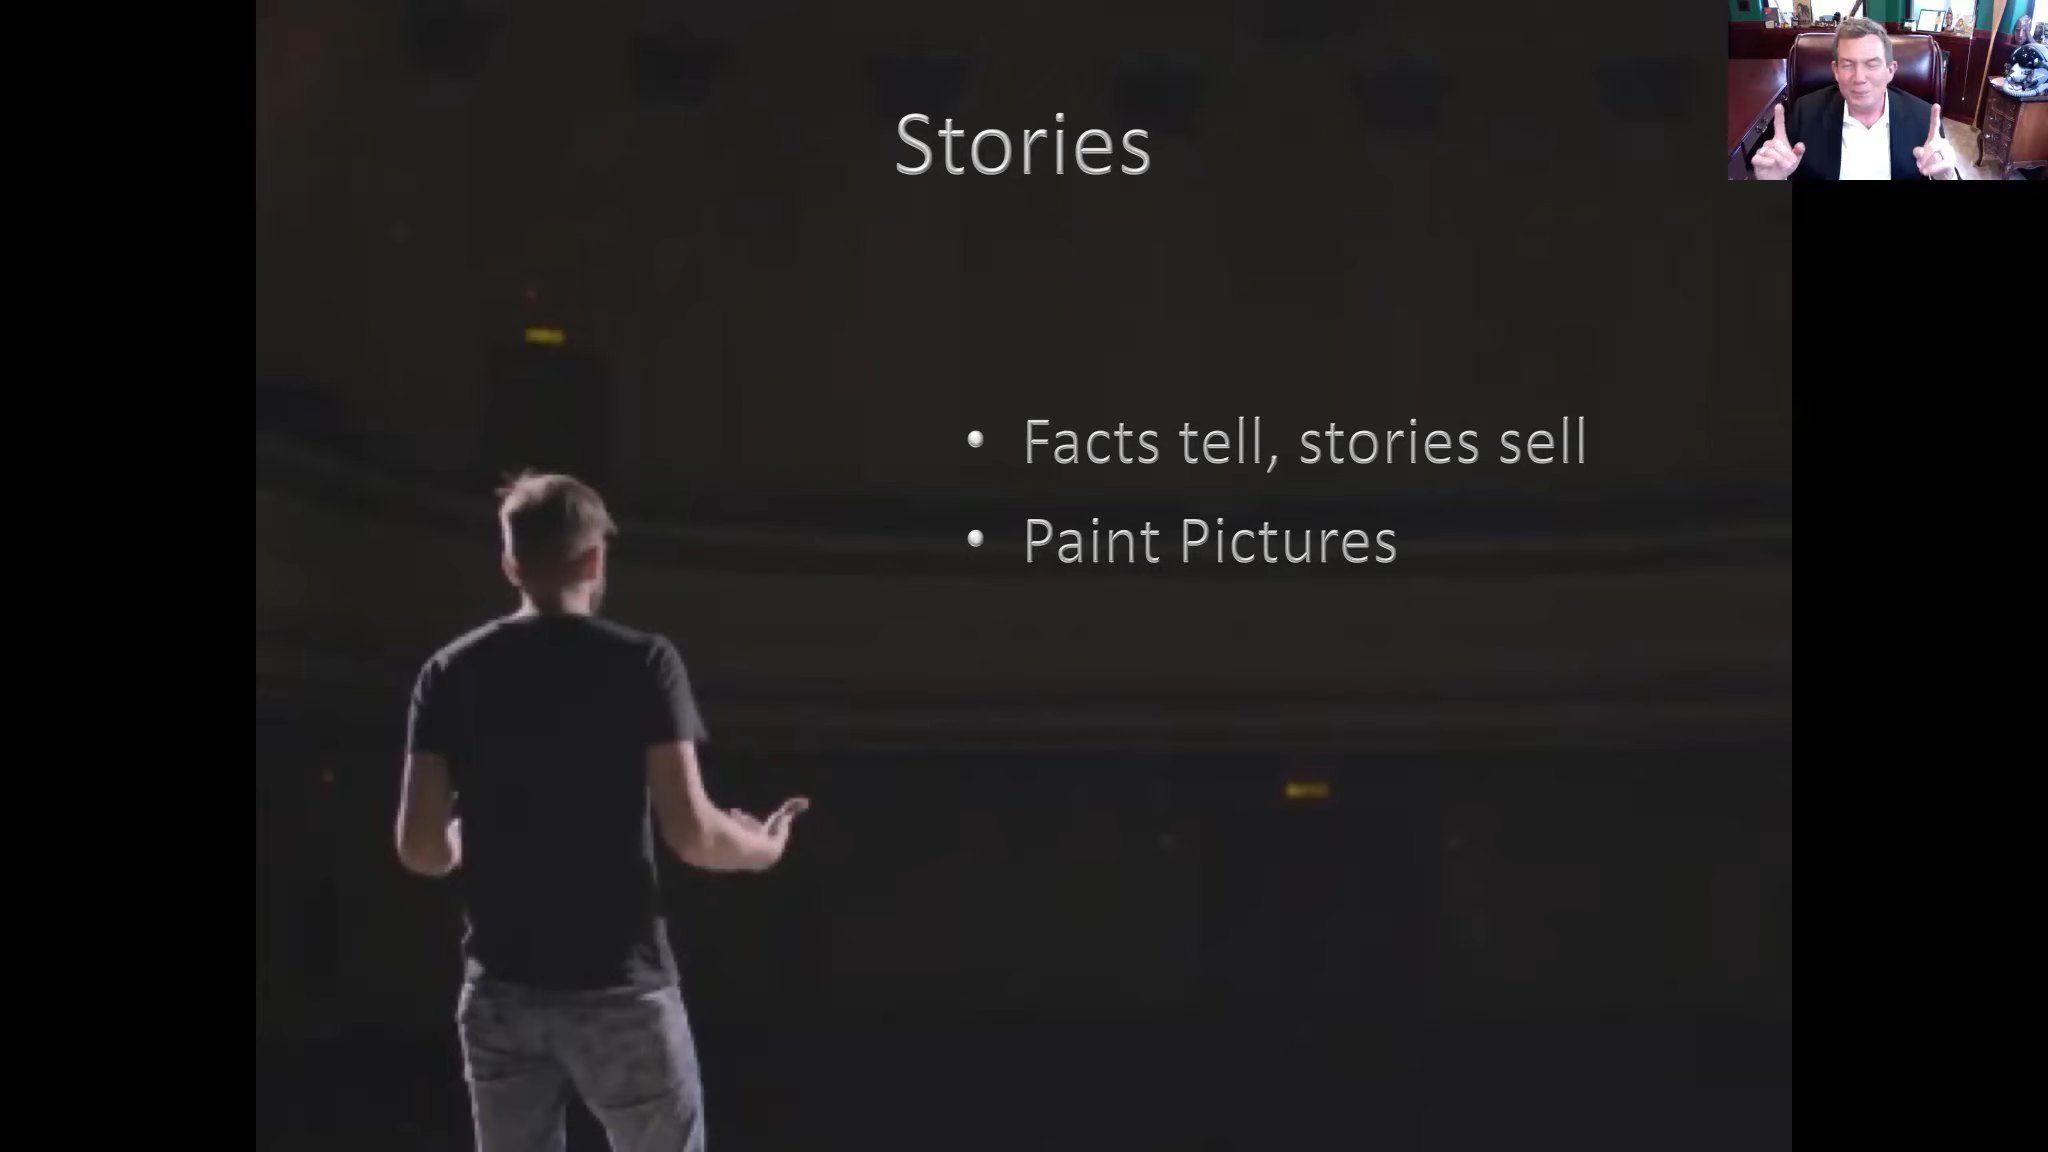 Stories
• Facts tell, stories sell
• Paint Pictures